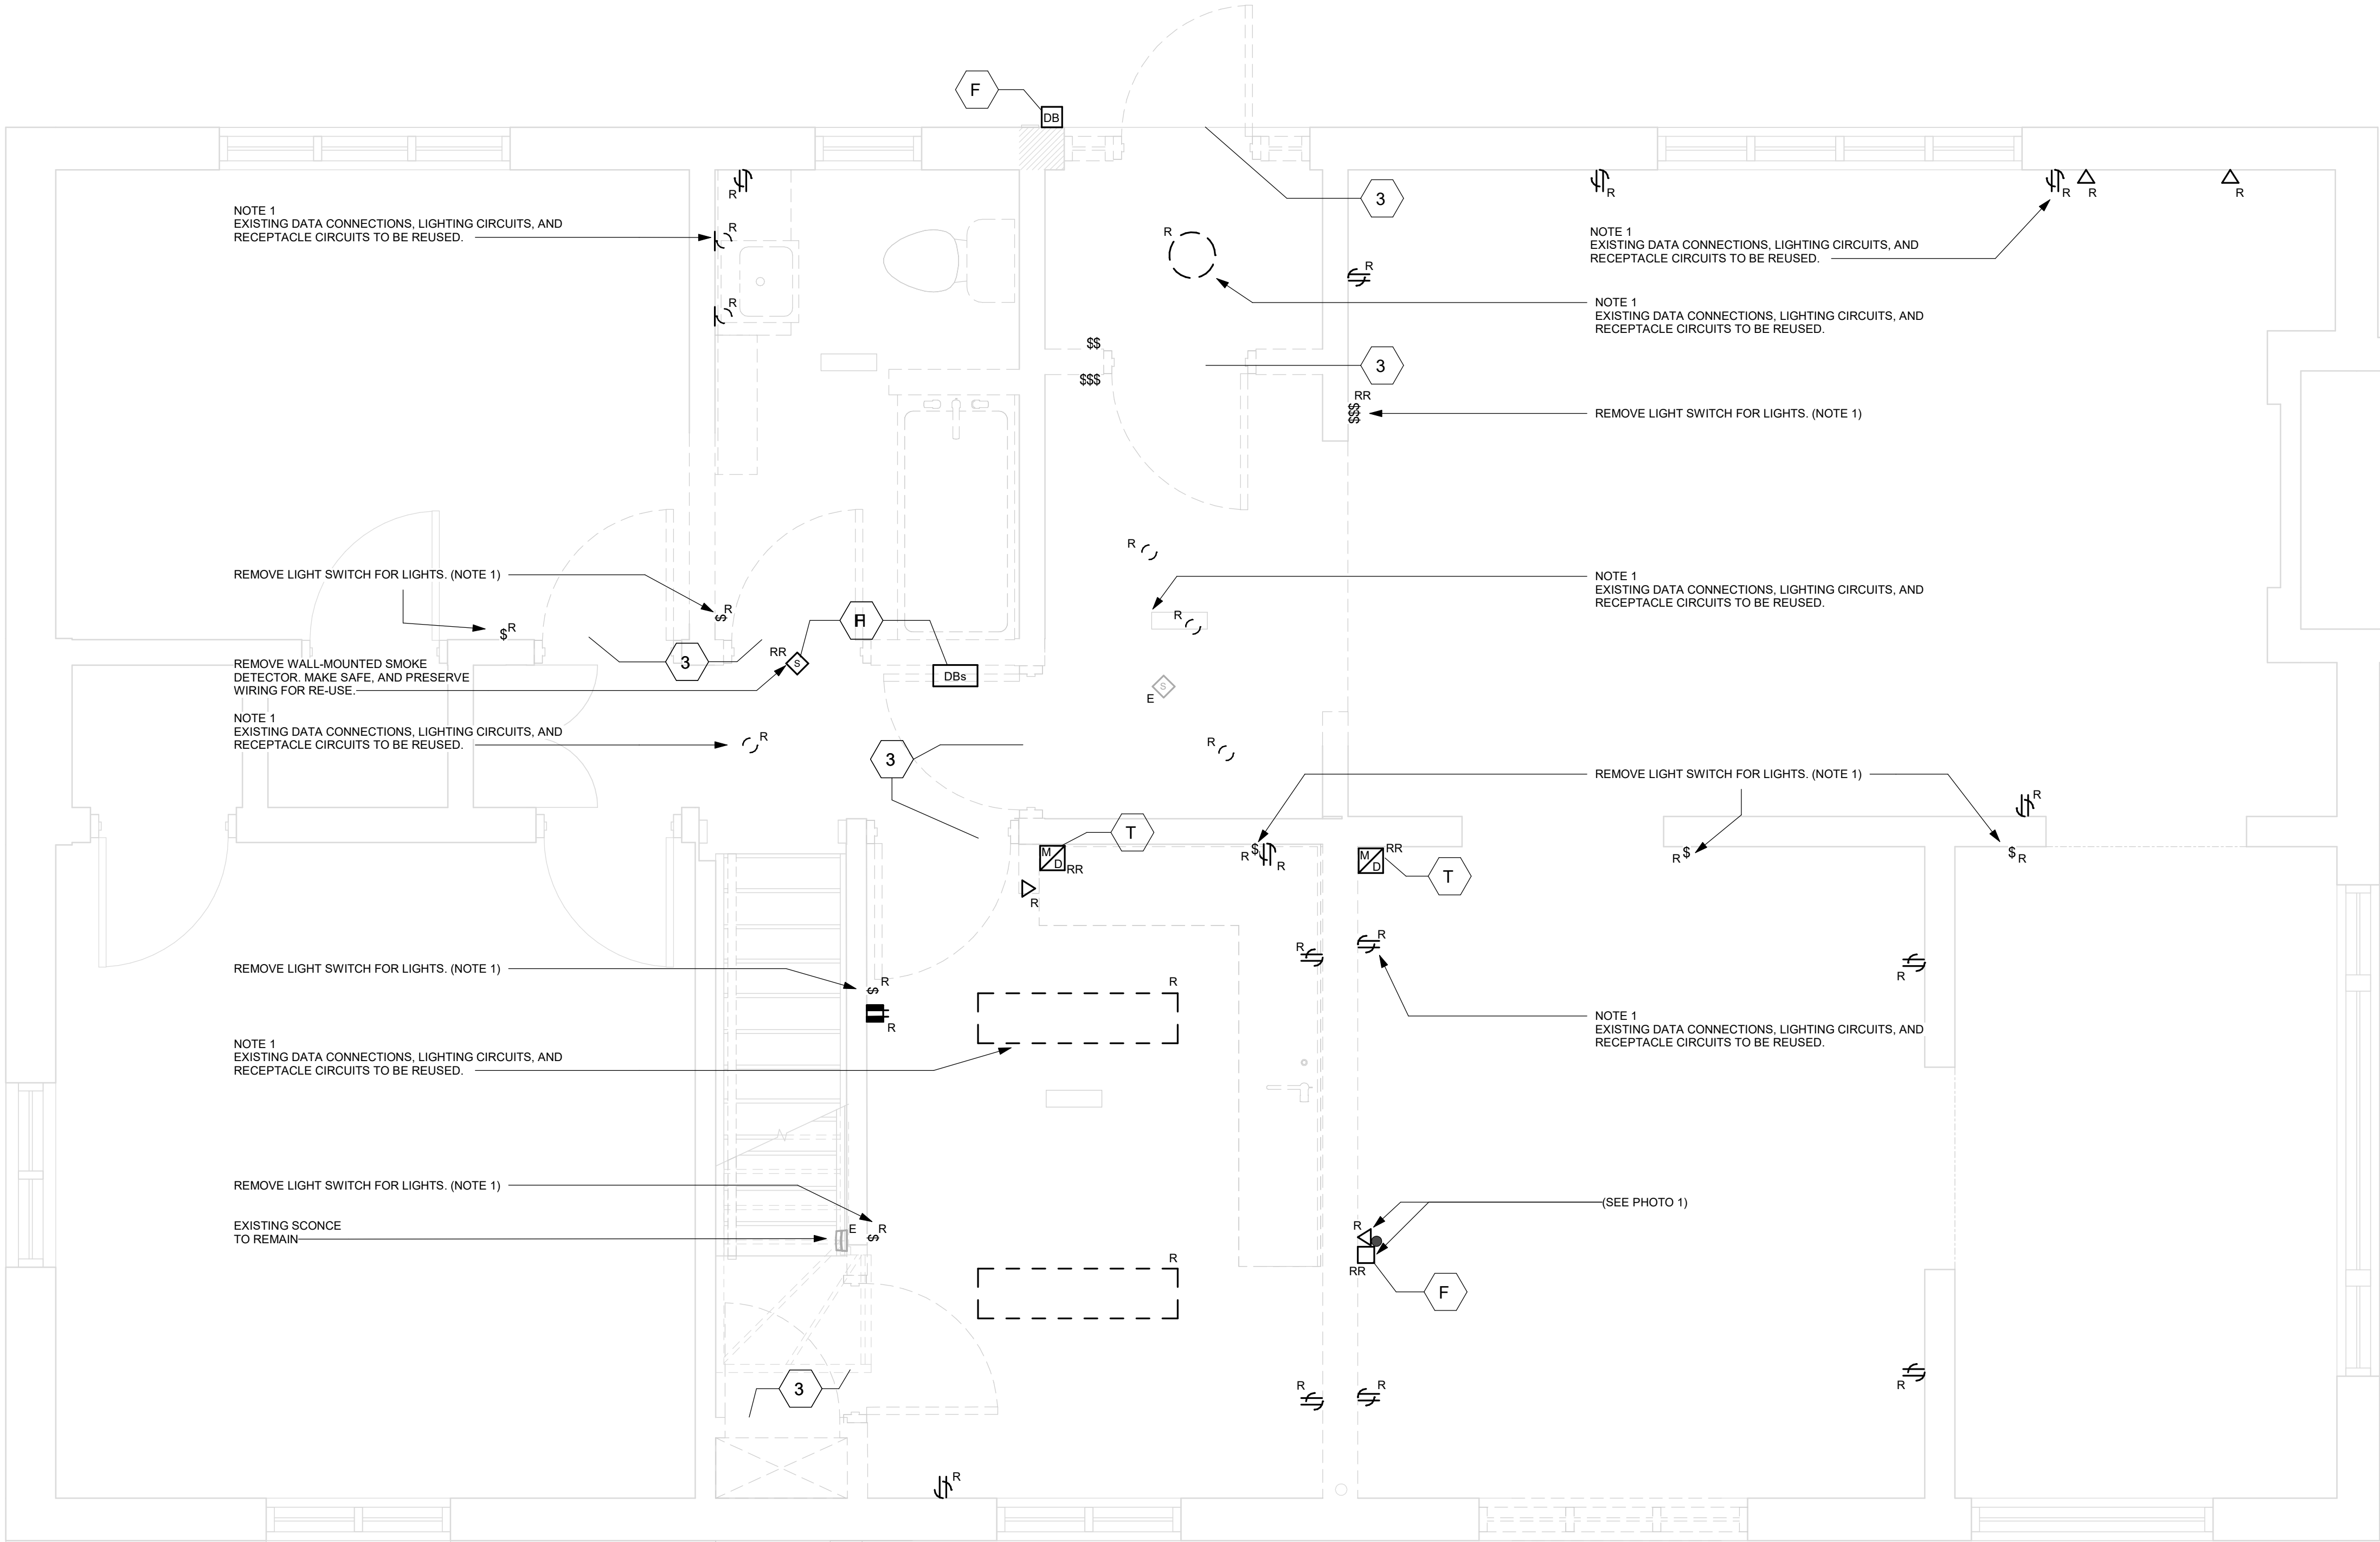 F
DB
R
R
R
R
R
R
3
NOTE 1
EXISTING DATA CONNECTIONS, LIGHTING CIRCUITS, AND
RECEPTACLE CIRCUITS TO BE REUSED.
R
R
R
NOTE 1
EXISTING DATA CONNECTIONS, LIGHTING CIRCUITS, AND
RECEPTACLE CIRCUITS TO BE REUSED.
R
NOTE 1
EXISTING DATA CONNECTIONS, LIGHTING CIRCUITS, AND
RECEPTACLE CIRCUITS TO BE REUSED.
$$
$$$
3
RR
$$$
REMOVE LIGHT SWITCH FOR LIGHTS. (NOTE 1)
R
REMOVE LIGHT SWITCH FOR LIGHTS. (NOTE 1)
NOTE 1
EXISTING DATA CONNECTIONS, LIGHTING CIRCUITS, AND
RECEPTACLE CIRCUITS TO BE REUSED.
R
$
R
$
R
3
RR
S
DBs
REMOVE WALL-MOUNTED SMOKE
DETECTOR. MAKE SAFE, AND PRESERVE
WIRING FOR RE-USE.
S
E
NOTE 1
EXISTING DATA CONNECTIONS, LIGHTING CIRCUITS, AND
RECEPTACLE CIRCUITS TO BE REUSED.
R
R
3
REMOVE LIGHT SWITCH FOR LIGHTS. (NOTE 1)
R
T
M
D
RR
R
R
$
R
M
D
RR
T
R
$
$
R
R
R
R
REMOVE LIGHT SWITCH FOR LIGHTS. (NOTE 1)
R
$
R
R
NOTE 1
EXISTING DATA CONNECTIONS, LIGHTING CIRCUITS, AND
RECEPTACLE CIRCUITS TO BE REUSED.
NOTE 1
EXISTING DATA CONNECTIONS, LIGHTING CIRCUITS, AND
RECEPTACLE CIRCUITS TO BE REUSED.
REMOVE LIGHT SWITCH FOR LIGHTS. (NOTE 1)
(SEE PHOTO 1)
EXISTING SCONCE
TO REMAIN
E
R
$
R
R
RR
F
3
R
R
R
R